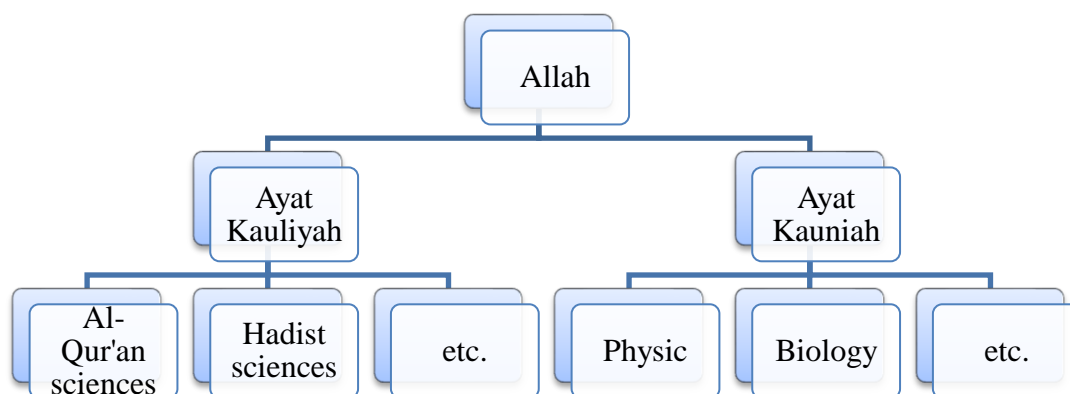 Allah
Ayat
Kauliyah
Ayat
Kauniah
Al-
Qur'an
sciences
Hadist
sciences
etc.
Physic
Biology
etc.